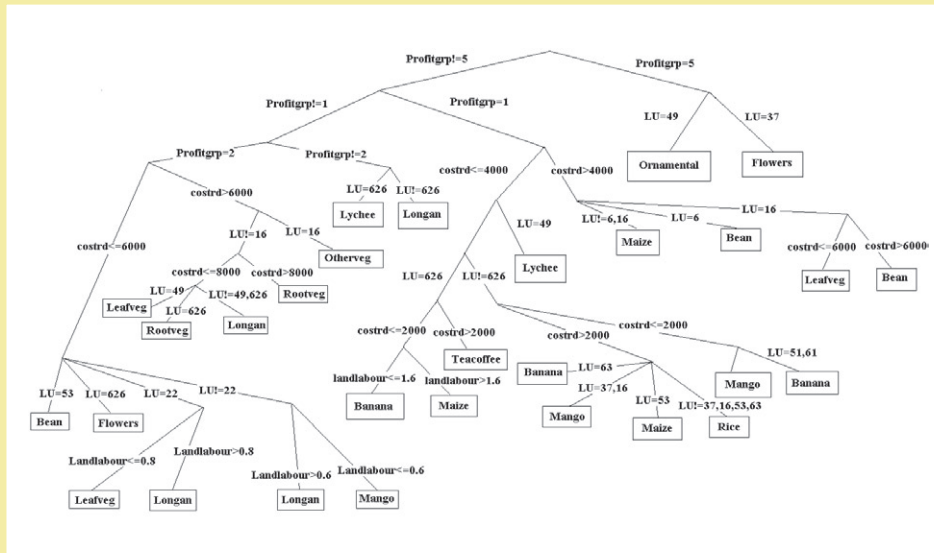 Profitgrp!=5
Profitgrp=5
Profitgrp!=1
Profitgrp=1
LU=49
LU=37
Profitgrp=2
Profitgrp!=2
costrd<=4000
costrd>4000
Ornamental
Flowers
costrd>6000
LU=626
LU!=626
LU=49
LU!=6,16
LU=6
LU=16
Lychee
Longan
LU!=16
LU=16
Maize
Bean
costrd<=6000
costrd<=6000
costrd>6000
Otherveg
Lychee
costrd<=8000
costrd>8000
LU=626
LU!=626
Leafveg
Bean
LU=49
LU!=49,626
Rootveg
Leafveg
LU=626
Rootveg
Longan
costrd<=2000
costrd>2000
costrd>2000
costrd<=2000
Teacoffee
LU=51,61
landlabour<=1.6
landlabour>1.6
Banana
LU=63
Mango
Banana
LU=53
LU=626
LU=22
LU!=22
Banana
Maize
LU=37,16
LU=53
LU!=37,16,53,63
Mango
Bean
Flowers
Maize
Rice
Landlabour<=0.8
Landlabour>0.8
Landlabour>0.6
Landlabour<=0.6
Leafveg
Longan
Longan
Mango